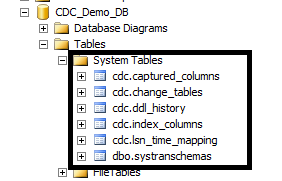 CDC_Demo_DB
Database Diagrams
Tables
System Tables
cdc.captured_columns
cdc.change_tables
cdc.ddl_history
cdc.index_columns
cdc.lsn_time_mapping
dbo.systranschemas
FileTables